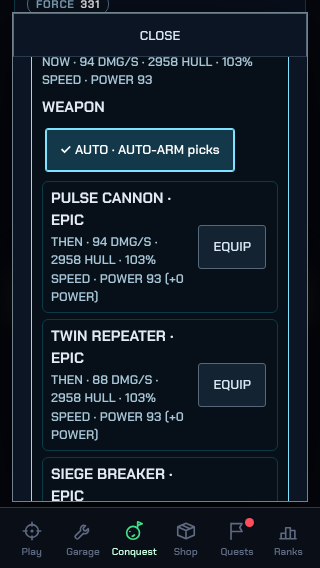 FORCE 331
CLOSE
NOW · 94 DMG/S · 2958 HULL · 103%
SPEED · POWER 93
WEAPON
✓ AUTO · AUTO-ARM picks
PULSE CANNON ·
EPIC
THEN · 94 DMG/S ·
2958 HULL · 103%
SPEED · POWER 93 (+0
POWER)
EQUIP
TWIN REPEATER ·
EPIC
THEN · 88 DMG/S ·
2958 HULL · 103%
SPEED · POWER 93 (+0
POWER)
EQUIP
SIEGE BREAKER ·
EPIC
Play
Garage
Conquest
Shop
Quests
Ranks